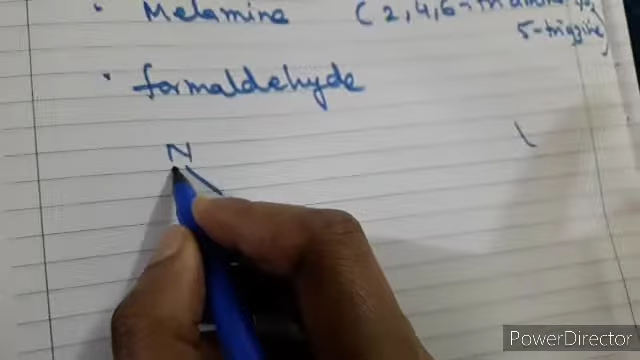 • Melamine (2,4,6-
5-triazine)
• formaldehyde
N
PowerDirector